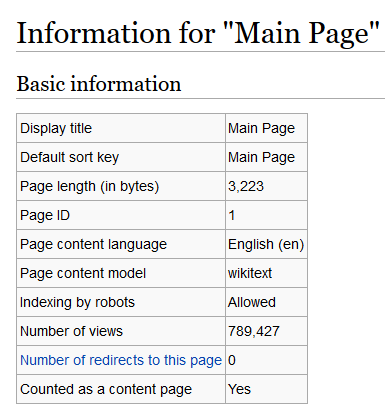 Information for "Main Page"
Basic information
Display title Main Page
Default sort key Main Page
Page length (in bytes) 3,223
Page ID 1
Page content language English (en)
Page content model wikitext
Indexing by robots Allowed
Number of views 789,427
Number of redirects to this page 0
Counted as a content page Yes